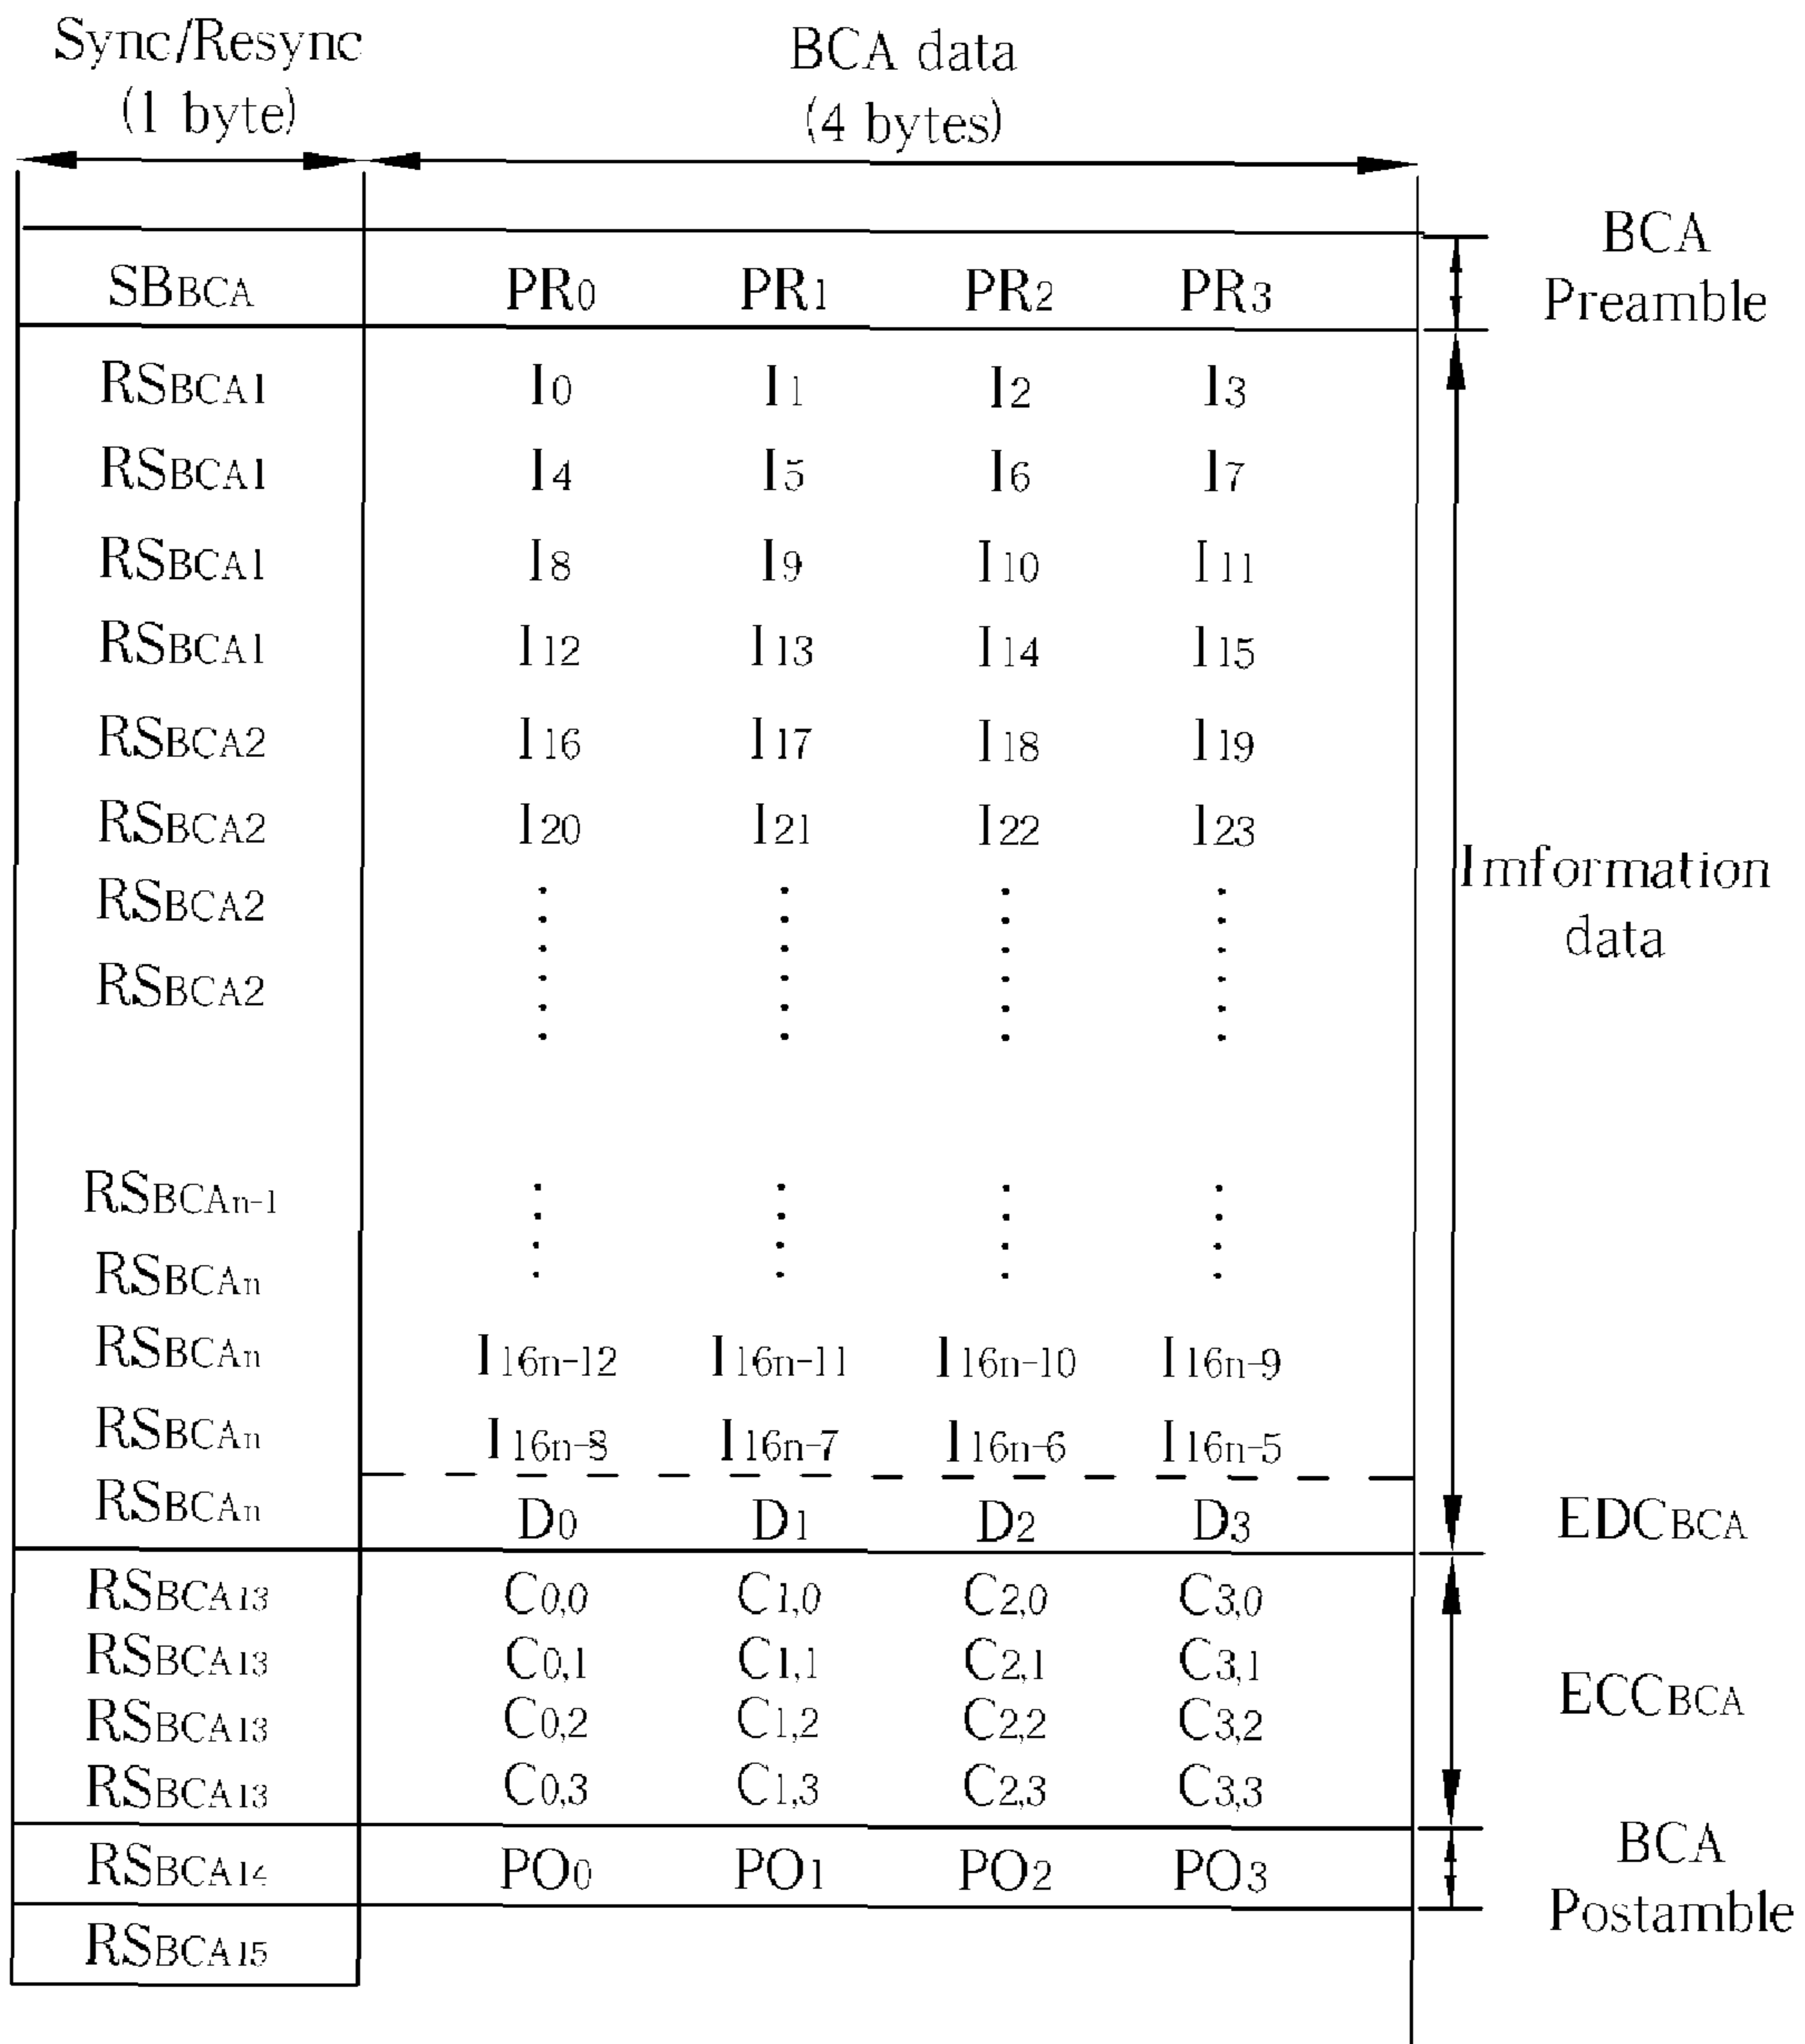 Sync/Resync BCA data
(1 byte) (4 bytes)
BCA
Preamble
SBBCA PR0 PR1 PR2 PR3
RSBCA1 I0 I1 I2 I3
RSBCA1 I4 I5 I6 I7
RSBCA1 I8 I9 I10 I11
RSBCA1 I12 I13 I14 I15
RSBCA2 I16 I17 I18 I19
RSBCA2 I20 I21 I22 I23
Imformation
data
RSBCA2
RSBCA2
RSBCAn-1
RSBCAn
RSBCAn I16n-12 I16n-11 I16n-10 I16n-9
RSBCAn I16n-8 I16n-7 I16n-6 I16n-5
RSBCAn D0 D1 D2 D3 EDCBCA
RSBCA13 C0,0 C1,0 C2,0 C3,0
RSBCA13 C0,1 C1,1 C2,1 C3,1
ECCBCA
RSBCA13 C0,2 C1,2 C2,2 C3,2
RSBCA13 C0,3 C1,3 C2,3 C3,3
BCA
Postamble
RSBCA14 PO0 PO1 PO2 PO3
RSBCA15